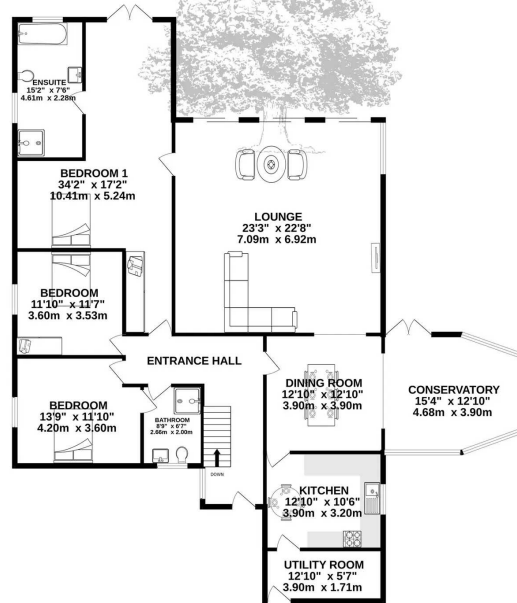 ENSUITE
15'2" x 7'6"
4.61m x 2.28m
BEDROOM 1
34'2" x 17'2"
10.41m x 5.24m
LOUNGE
23'3" x 22'8"
7.09m x 6.92m
BEDROOM
11'10" x 11'7"
3.60m x 3.53m
ENTRANCE HALL
DINING ROOM
12'10" x 12'10"
3.90m x 3.90m
CONSERVATORY
15'4" x 12'10"
4.68m x 3.90m
BEDROOM
13'9" x 11'10"
4.20m x 3.60m
BATHROOM
8'9" x 6'7"
2.66m x 2.00m
DOWN
KITCHEN
12'10" x 10'6"
3.90m x 3.20m
UTILITY ROOM
12'10" x 5'7"
3.90m x 1.71m